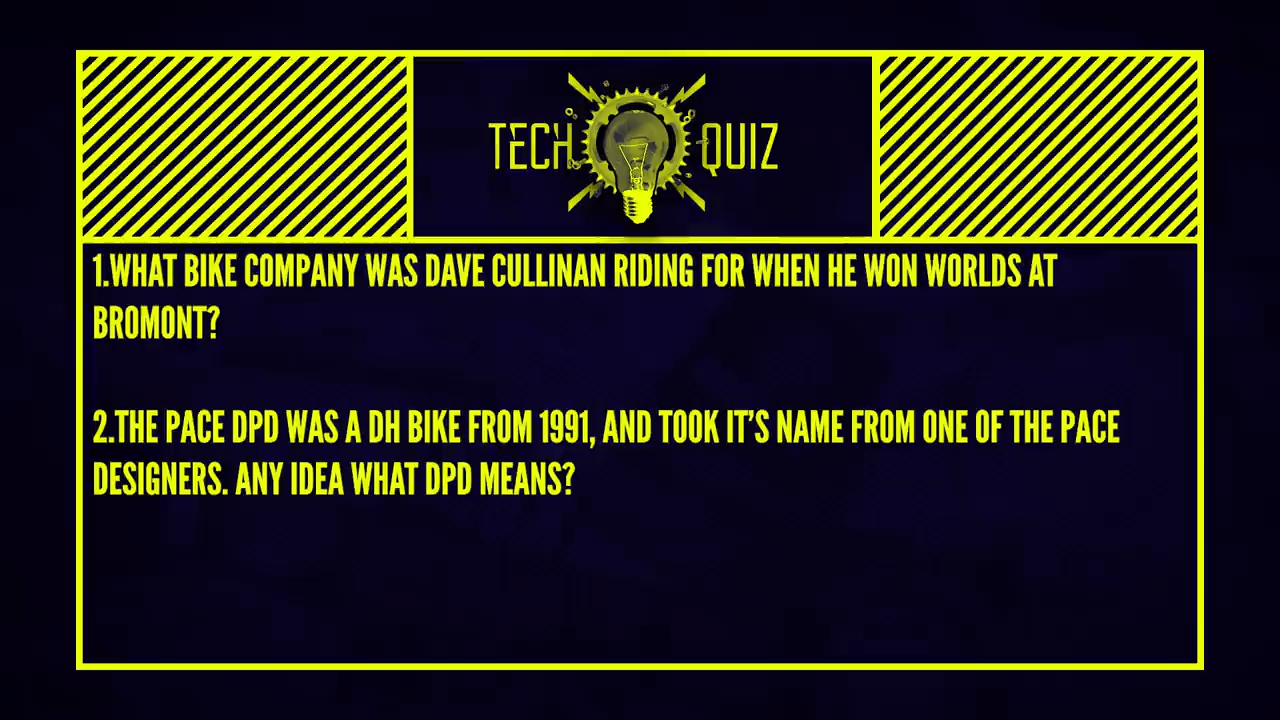 TECH QUIZ
1.WHAT BIKE COMPANY WAS DAVE CULLINAN RIDING FOR WHEN HE WON WORLDS AT
BROMONT?
2.THE PACE DPD WAS A DH BIKE FROM 1991, AND TOOK IT'S NAME FROM ONE OF THE PACE
DESIGNERS. ANY IDEA WHAT DPD MEANS?